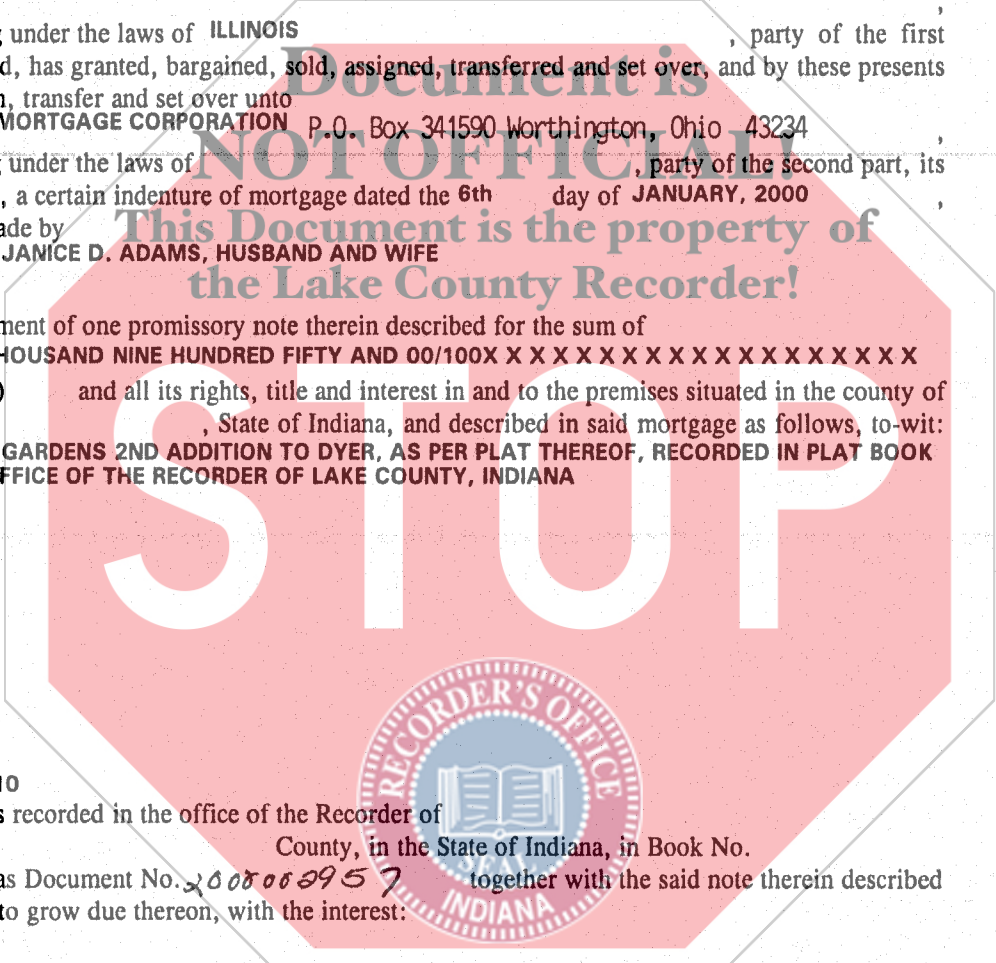 under the laws of ILLINOIS , party of the first
d, has granted, bargained, sold, assigned, transferred and set over, and by these presents
n, transfer and set over unto
MORTGAGE CORPORATION P.O. Box 341590 Worthington, Ohio 43234 ,
under the laws of , party of the second part, its
, a certain indenture of mortgage dated the 6th day of JANUARY, 2000 ,
ade by
JANICE D. ADAMS, HUSBAND AND WIFE
ment of one promissory note therein described for the sum of
HOUSAND NINE HUNDRED FIFTY AND 00/100X X X X X X X X X X X X X X X X X X
) and all its rights, title and interest in and to the premises situated in the county of
, State of Indiana, and described in said mortgage as follows, to-wit:
GARDENS 2ND ADDITION TO DYER, AS PER PLAT THEREOF, RECORDED IN PLAT BOOK
FFICE OF THE RECORDER OF LAKE COUNTY, INDIANA
10
s recorded in the office of the Recorder of
County, in the State of Indiana, in Book No.
as Document No. together with the said note therein described
to grow due thereon, with the interest:
Document is
NOT OFFICIAL!
This Document is the property of
the Lake County Recorder!
STOP
RECORDER'S OFFICE
SEAL
INDIANA